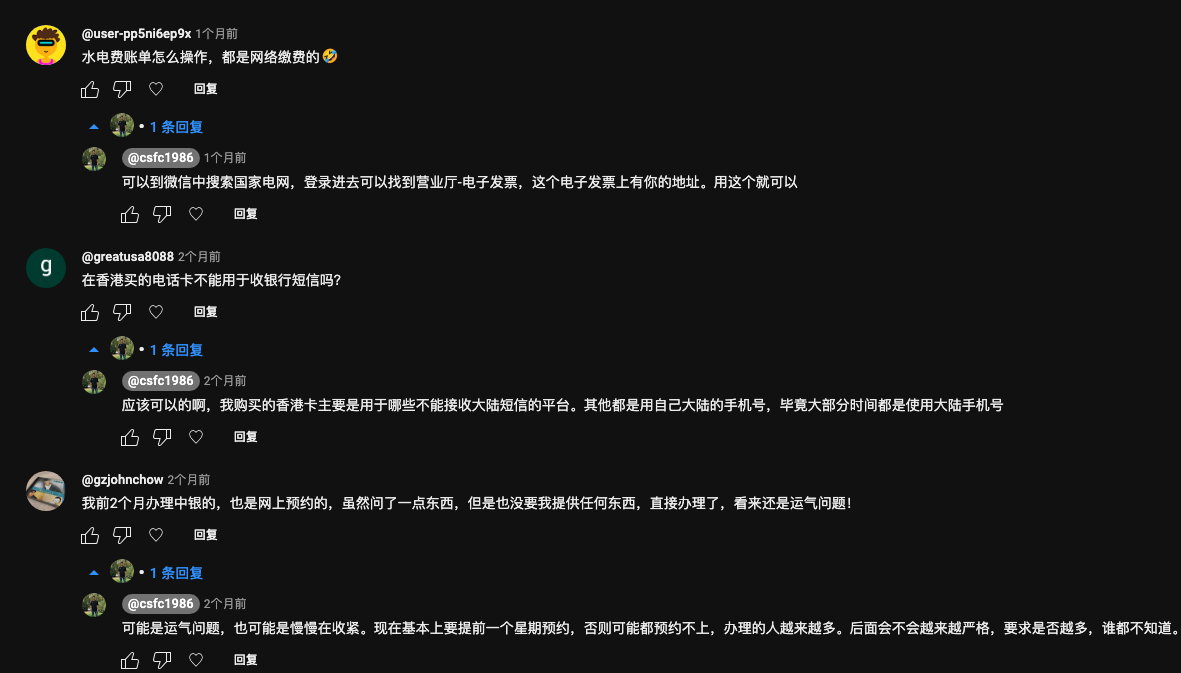 @user-pp5ni6ep9x 1个月前
水电费账单怎么操作，都是网络缴费的🤣
回复
• 1 条回复
@csfc1986 1个月前
可以到微信中搜索国家电网，登录进去可以找到营业厅-电子发票，这个电子发票上有你的地址。用这个就可以
回复
g
@greatusa8088 2个月前
在香港买的电话卡不能用于收银行短信吗？
回复
• 1 条回复
@csfc1986 2个月前
应该可以的啊，我购买的香港卡主要是用于哪些不能接收大陆短信的平台。其他都是用自己大陆的手机号，毕竟大部分时间都是使用大陆手机号
回复
@gzjohnchow 2个月前
我前2个月办理中银的，也是网上预约的，虽然问了一点东西，但是也没要我提供任何东西，直接办理了，看来还是运气问题！
回复
• 1 条回复
@csfc1986 2个月前
可能是运气问题，也可能是慢慢在收紧。现在基本上要提前一个星期预约，否则可能都预约不上，办理的人越来越多。后面会不会越来越严格，要求是否越多，谁都不知道。
回复